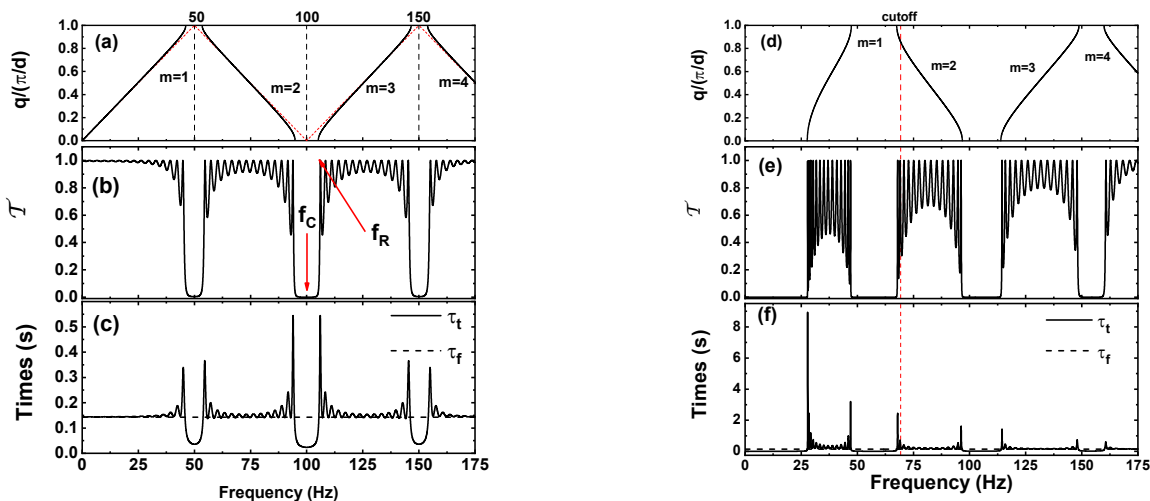 50 100 150
1.0
0.8
0.6
0.4
0.2
0.0
q/(π/d)
(a)
m=1
m=2
m=3
m=4
1.0
0.8
0.6
0.4
0.2
0.0
𝒯
(b)
f_C
f_R
0.5
0.4
0.3
0.2
0.1
0.0
Times (s)
(c)
τ_t
τ_f
0 25 50 75 100 125 150 175
Frequency (Hz)
cutoff
1.0
0.8
0.6
0.4
0.2
0.0
q/(π/d)
(d)
m=1
m=2
m=3
m=4
1.0
0.8
0.6
0.4
0.2
0.0
𝒯
(e)
8
6
4
2
0
Times (s)
(f)
τ_t
τ_f
0 25 50 75 100 125 150 175
Frequency (Hz)